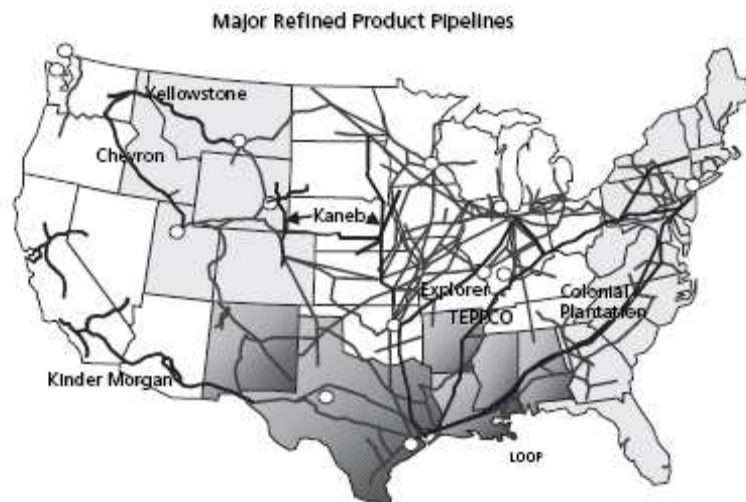 Major Refined Product Pipelines
Yellowstone
Chevron
Kaneb
Explorer
TEPPCO
Colonial
Plantation
Kinder Morgan
LOOP